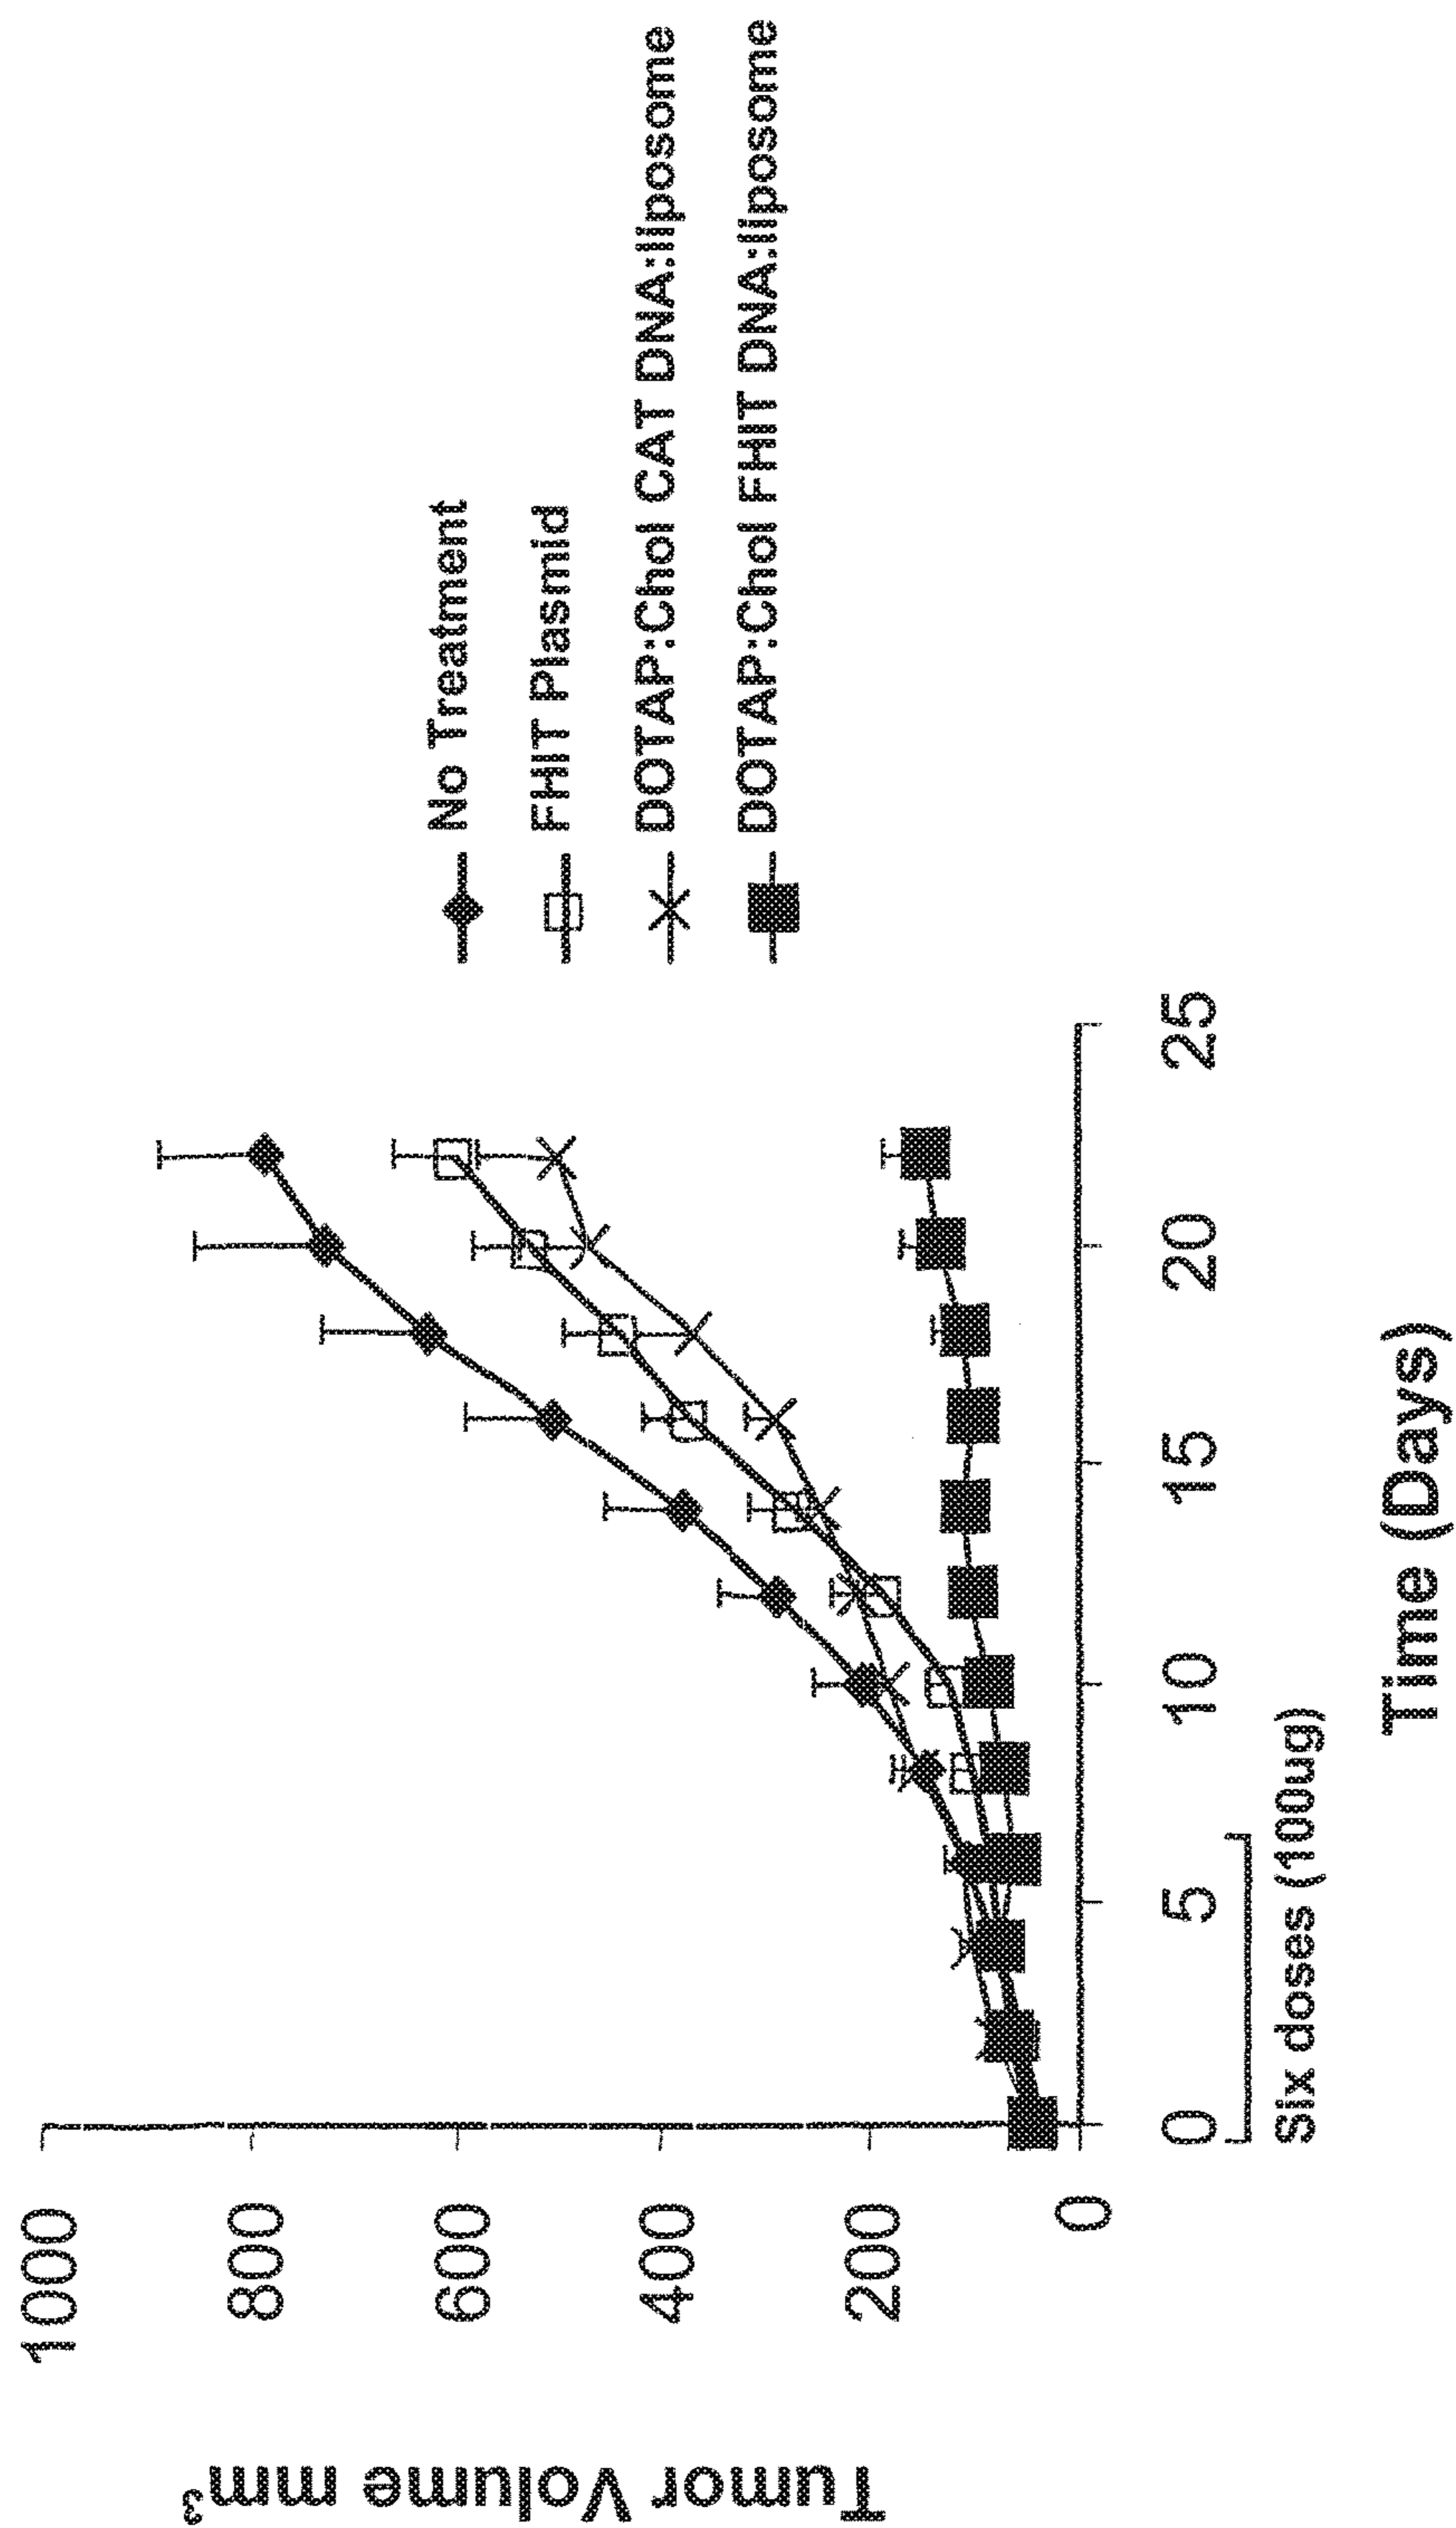 Tumor Volume mm³
1000
800
600
400
200
0
0
5
10
15
20
25
Six doses (100ug)
Time (Days)
No Treatment
FHIT Plasmid
DOTAP:Chol CAT DNA:liposome
DOTAP:Chol FHIT DNA:liposome